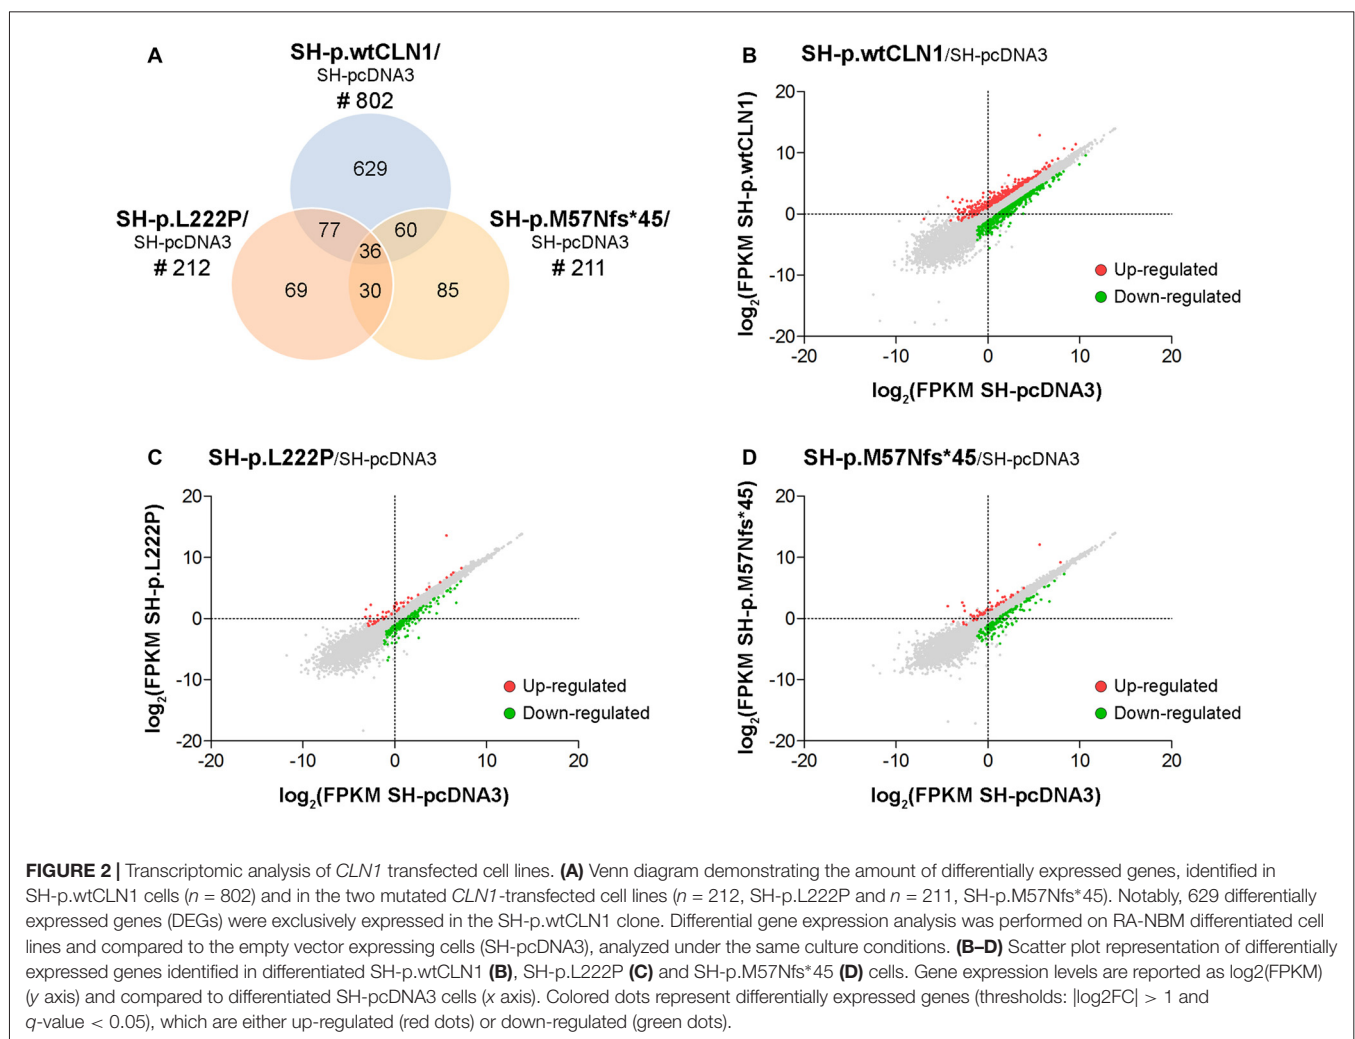 A
SH-p.wtCLN1/
SH-pcDNA3
# 802
629
SH-p.L222P/
SH-pcDNA3
# 212
77
60
36
69
30
85
SH-p.M57Nfs*45/
SH-pcDNA3
# 211
B
SH-p.wtCLN1/SH-pcDNA3
log2(FPKM SH-p.wtCLN1)
20
10
0
-10
-20
-20
-10
0
10
20
Up-regulated
Down-regulated
log2(FPKM SH-pcDNA3)
C
SH-p.L222P/SH-pcDNA3
log2(FPKM SH-p.L222P)
20
10
0
-10
-20
-20
-10
0
10
20
Up-regulated
Down-regulated
log2(FPKM SH-pcDNA3)
D
SH-p.M57Nfs*45/SH-pcDNA3
log2(FPKM SH-p.M57Nfs*45)
20
10
0
-10
-20
-20
-10
0
10
20
Up-regulated
Down-regulated
log2(FPKM SH-pcDNA3)
FIGURE 2 | Transcriptomic analysis of CLN1 transfected cell lines. (A) Venn diagram demonstrating the amount of differentially expressed genes, identified in
SH-p.wtCLN1 cells (n = 802) and in the two mutated CLN1-transfected cell lines (n = 212, SH-p.L222P and n = 211, SH-p.M57Nfs*45). Notably, 629 differentially
expressed genes (DEGs) were exclusively expressed in the SH-p.wtCLN1 clone. Differential gene expression analysis was performed on RA-NBM differentiated cell
lines and compared to the empty vector expressing cells (SH-pcDNA3), analyzed under the same culture conditions. (B–D) Scatter plot representation of differentially
expressed genes identified in differentiated SH-p.wtCLN1 (B), SH-p.L222P (C) and SH-p.M57Nfs*45 (D) cells. Gene expression levels are reported as log2(FPKM)
(y axis) and compared to differentiated SH-pcDNA3 cells (x axis). Colored dots represent differentially expressed genes (thresholds: |log2FC| > 1 and
q-value < 0.05), which are either up-regulated (red dots) or down-regulated (green dots).